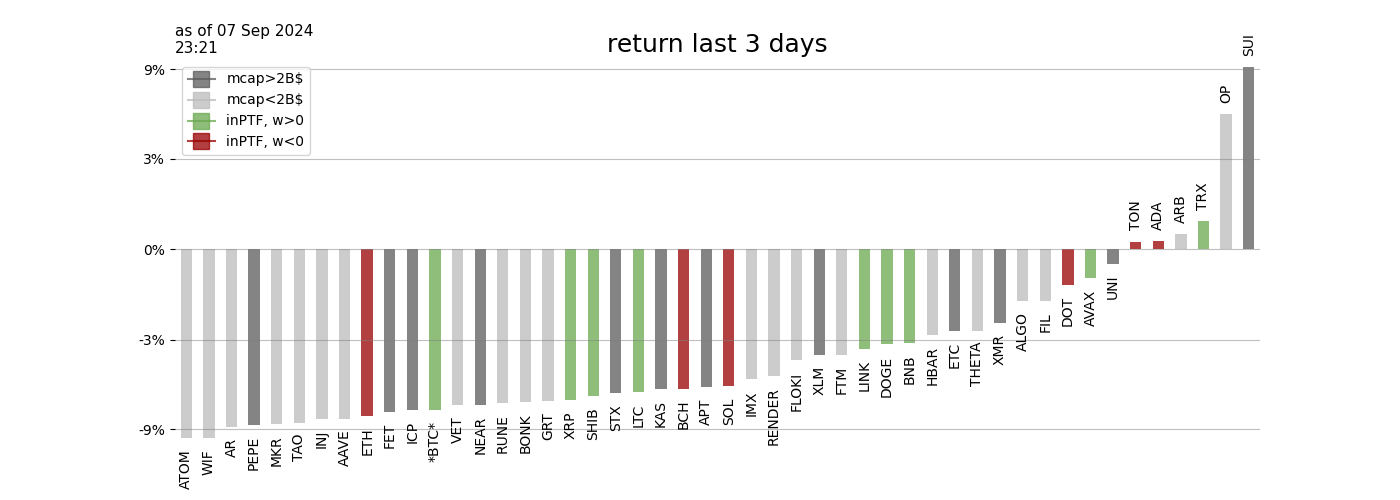 as of 07 Sep 2024
23:21
return last 3 days
mcap>2B$
mcap<2B$
inPTF, w>0
inPTF, w<0
9%
3%
0%
-3%
-9%
ATOM
WIF
AR
PEPE
MKR
TAO
INJ
AAVE
ETH
FET
ICP
*BTC*
VET
NEAR
RUNE
BONK
GRT
XRP
SHIB
STX
LTC
KAS
BCH
APT
SOL
IMX
RENDER
FLOKI
XLM
FTM
LINK
DOGE
BNB
HBAR
ETC
THETA
XMR
ALGO
FIL
DOT
AVAX
UNI
TON
ADA
ARB
TRX
OP
SUI